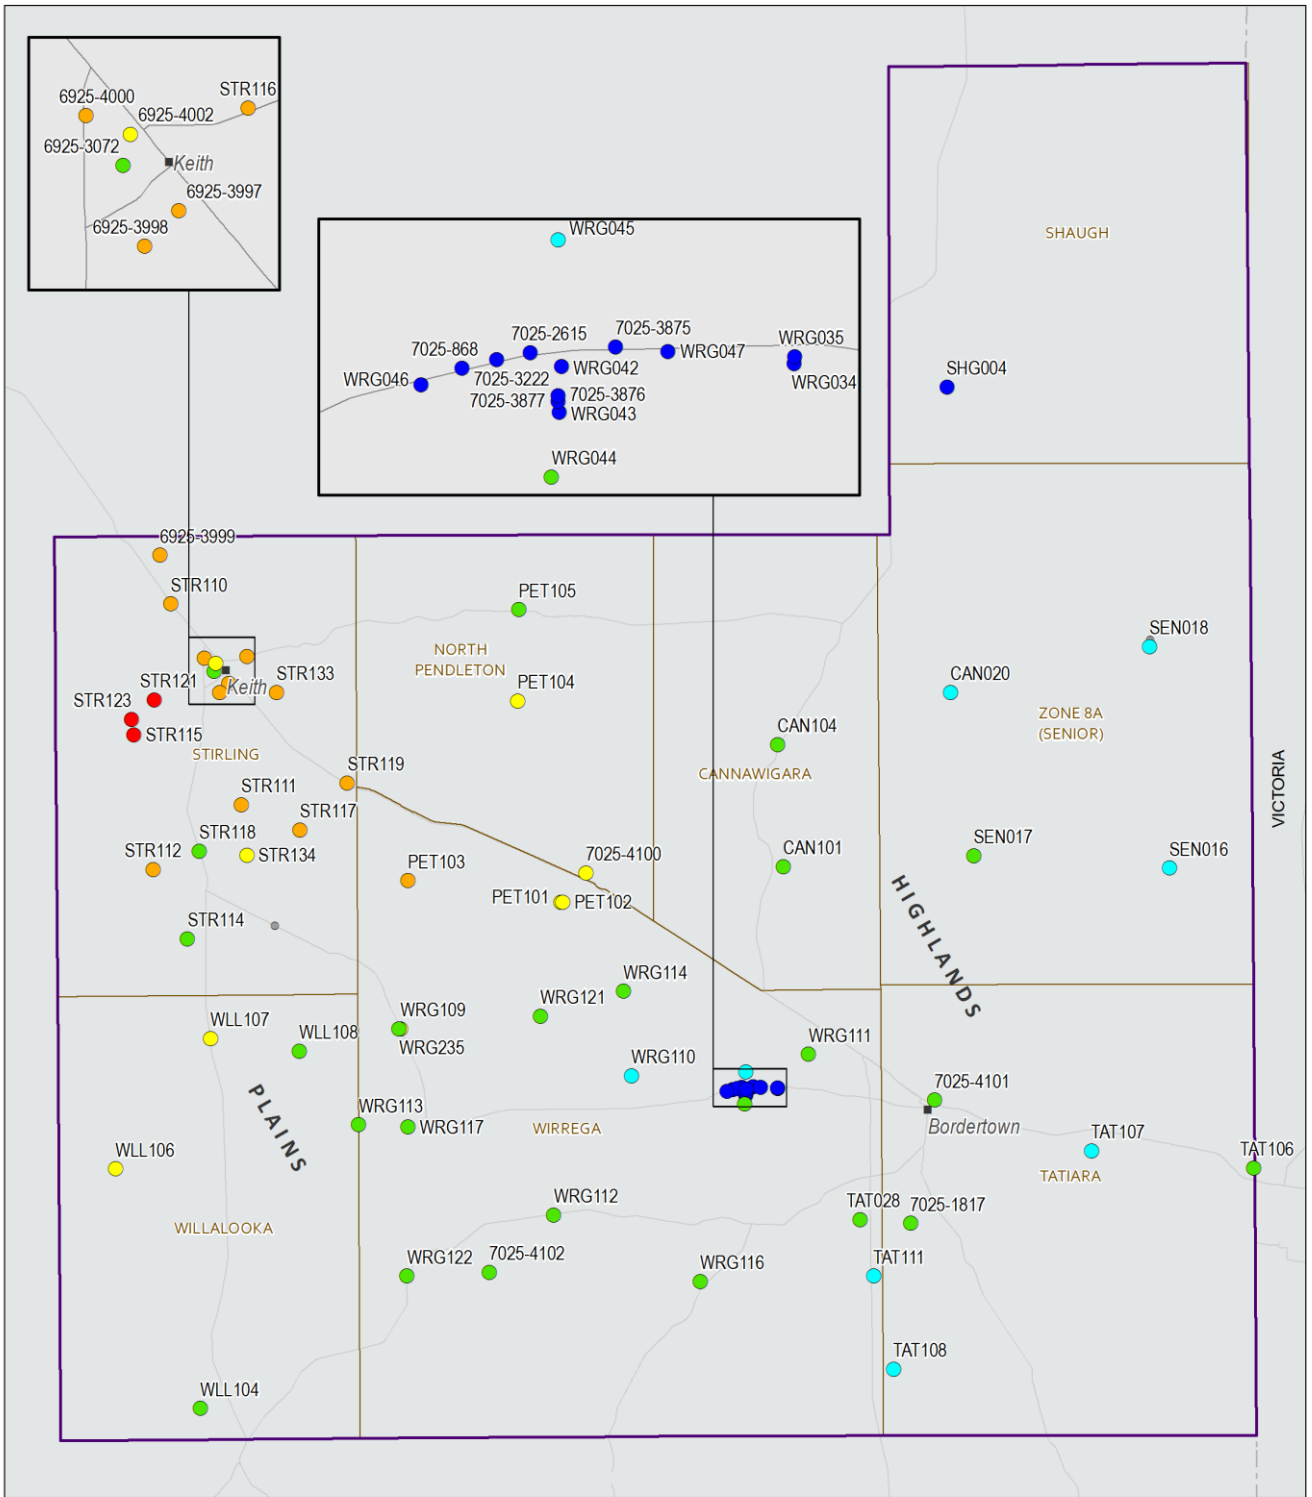 STR116
6925-4000
6925-4002
6925-3072
Keith
6925-3997
6925-3998
WRG045
SHAUGH
7025-2615
7025-3875
WRG035
7025-868
WRG047
WRG042
SHG004
WRG046
7025-3222
WRG034
7025-3876
7025-3877
WRG043
WRG044
6925-3999
STR110
PET105
SEN018
NORTH
PENDLETON
STR121
STR133
CAN020
Keith
STR123
PET104
ZONE 8A
(SENIOR)
CAN104
STR115
STIRLING
STR119
CANNAWIGARA
VICTORIA
STR111
STR117
STR118
STR134
STR112
PET103
7025-4100
CAN101
SEN017
SEN016
PET101
PET102
HIGHLANDS
STR114
WRG114
WRG109
WRG121
WLL107
WLL108
WRG235
WRG111
WRG110
7025-4101
PLAINS
WRG113
WRG117
WIRREGA
Bordertown
TAT107
WLL106
TAT106
TATIARA
WRG112
TAT028
7025-1817
WILLALOOKA
WRG122
7025-4102
WRG116
TAT111
TAT108
WLL104